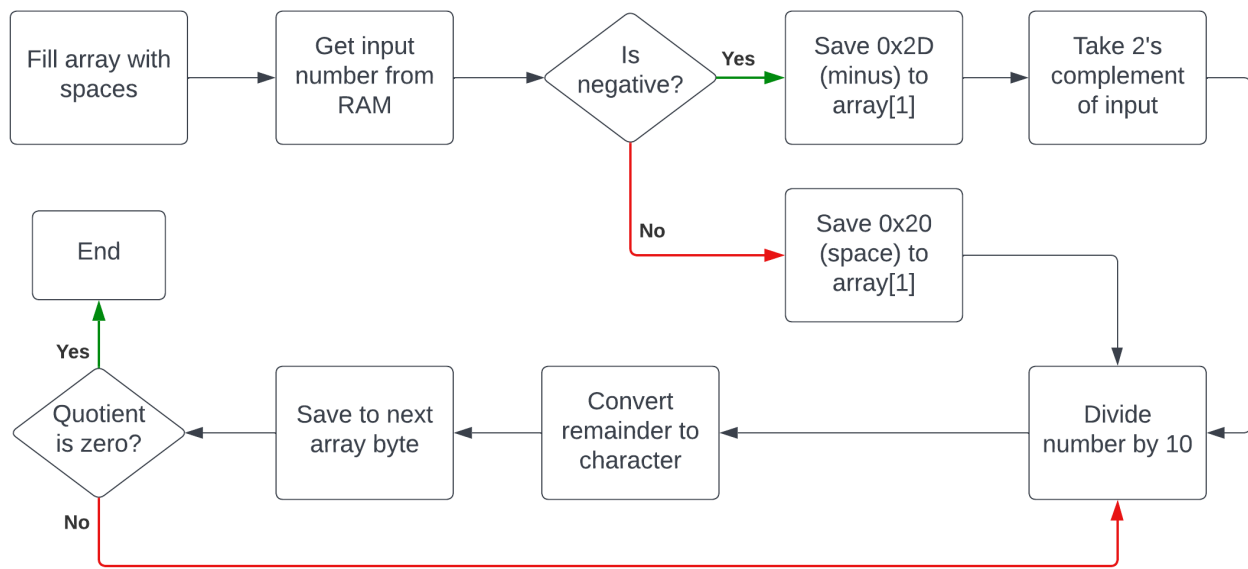 Fill array with
spaces
Get input
number from
RAM
Is
negative?
Yes
Save 0x2D
(minus) to
array[1]
Take 2's
complement
of input
No
Save 0x20
(space) to
array[1]
End
Yes
Quotient
is zero?
No
Save to next
array byte
Convert
remainder to
character
Divide
number by 10